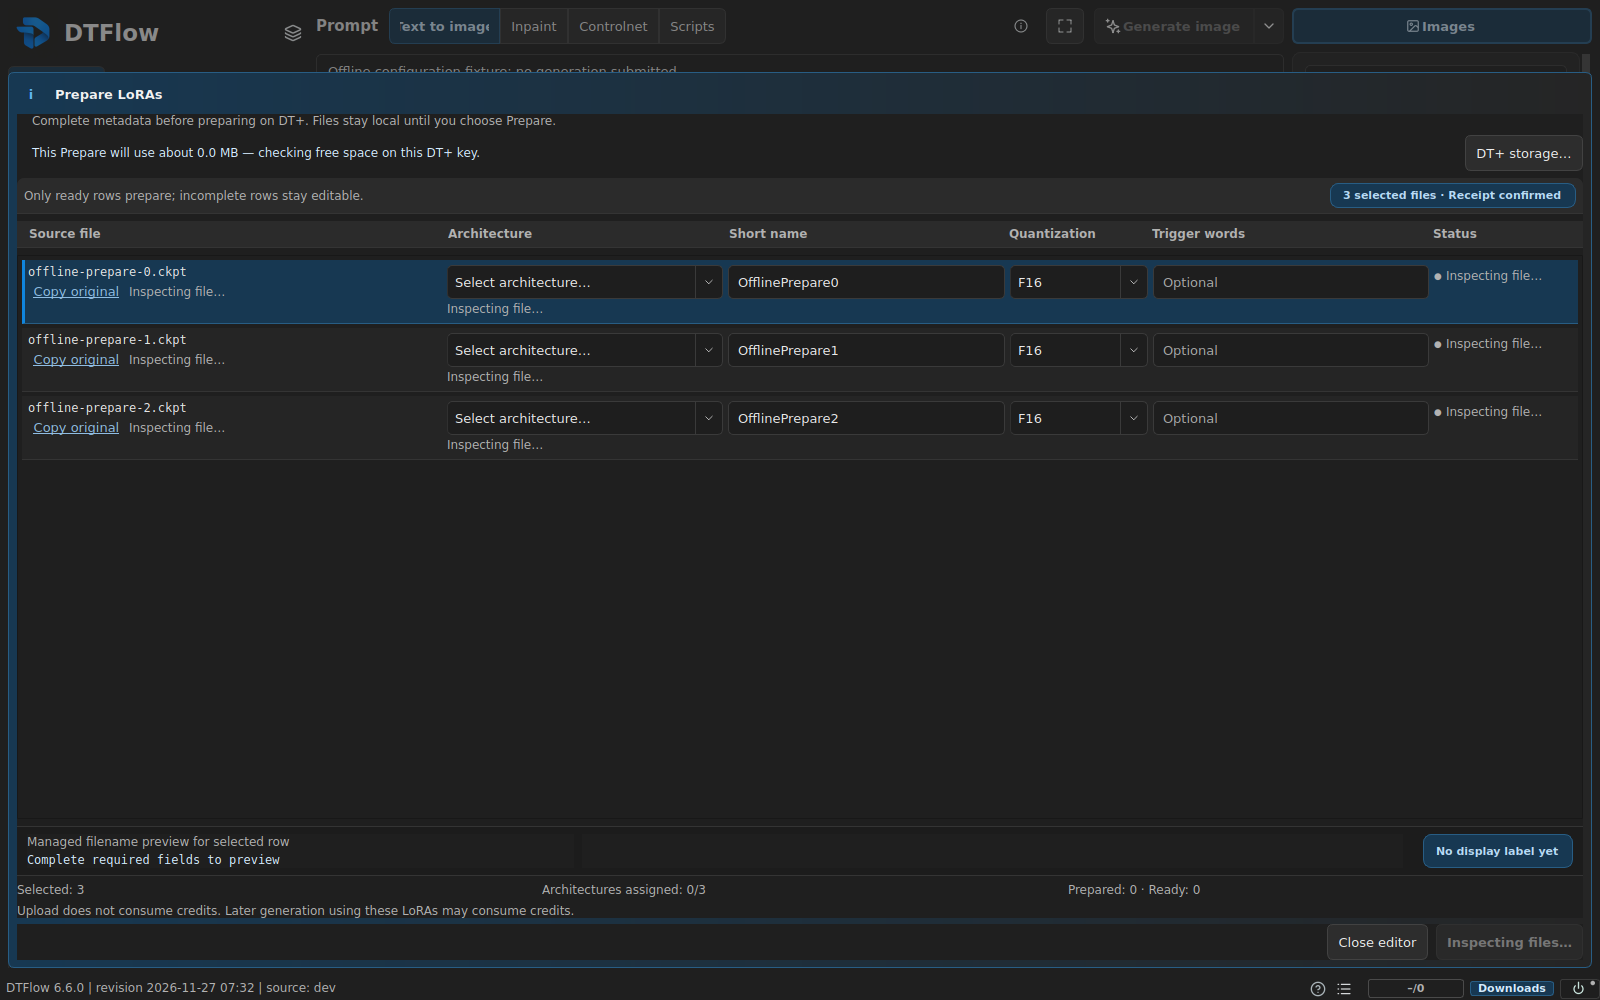 DTFlow
Prompt
Text to image
Inpaint
Controlnet
Scripts
Generate image
Images
Offline configuration fixture: no generation submitted
i Prepare LoRAs
Complete metadata before preparing on DT+. Files stay local until you choose Prepare.
This Prepare will use about 0.0 MB — checking free space on this DT+ key.
DT+ storage...
Only ready rows prepare; incomplete rows stay editable.
3 selected files · Receipt confirmed
Source file
Architecture
Short name
Quantization
Trigger words
Status
offline-prepare-0.ckpt
Copy original
Inspecting file...
Select architecture...
Inspecting file...
OfflinePrepare0
F16
Optional
● Inspecting file...
offline-prepare-1.ckpt
Copy original
Inspecting file...
Select architecture...
Inspecting file...
OfflinePrepare1
F16
Optional
● Inspecting file...
offline-prepare-2.ckpt
Copy original
Inspecting file...
Select architecture...
Inspecting file...
OfflinePrepare2
F16
Optional
● Inspecting file...
Managed filename preview for selected row
Complete required fields to preview
No display label yet
Selected: 3
Architectures assigned: 0/3
Prepared: 0 · Ready: 0
Upload does not consume credits. Later generation using these LoRAs may consume credits.
Close editor
Inspecting files...
DTFlow 6.6.0 | revision 2026-11-27 07:32 | source: dev
-/0
Downloads